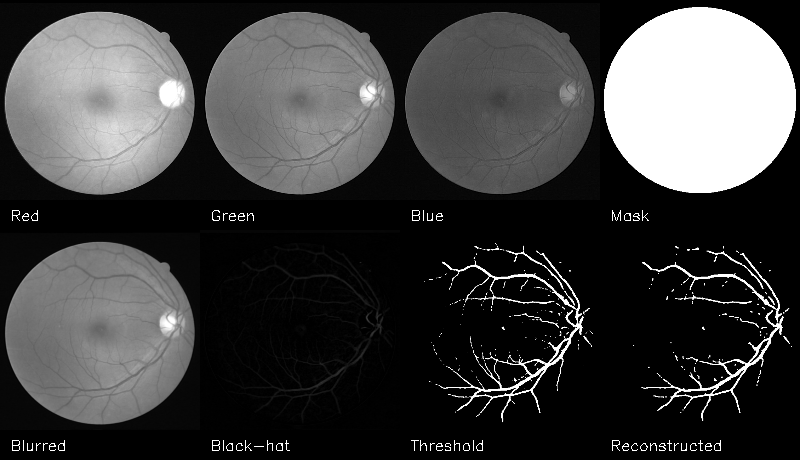 Red
Green
Blue
Mask
Blurred
Black-hat
Threshold
Reconstructed